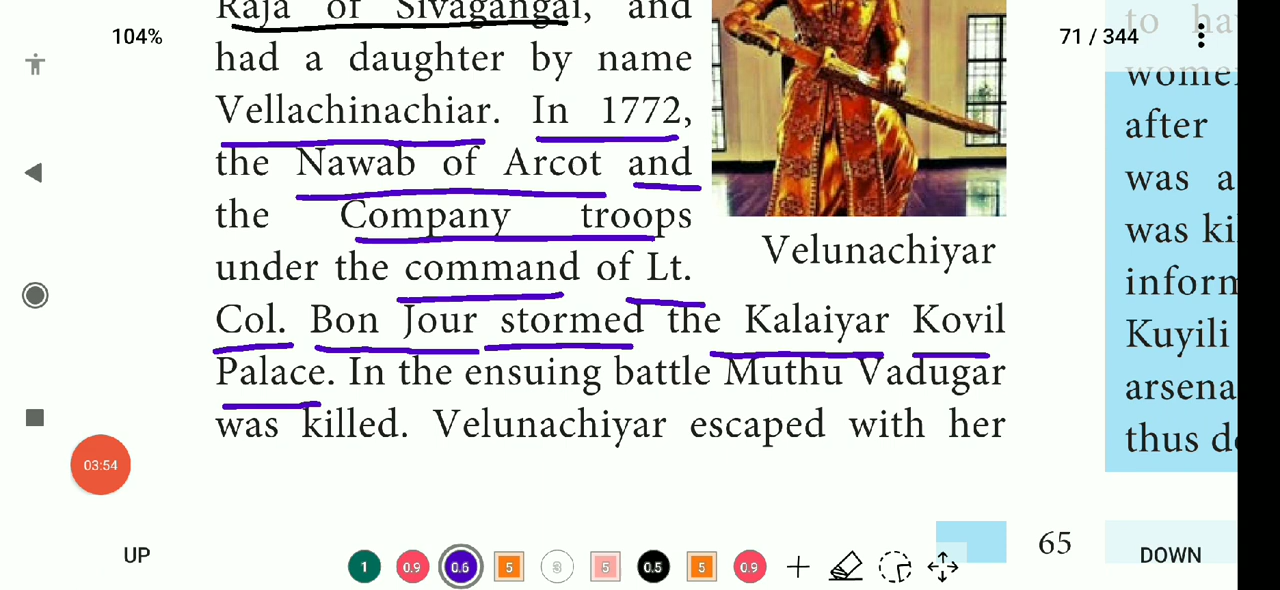 Raja of Sivagangai, and
had a daughter by name
Vellachinachiar. In 1772,
the Nawab of Arcot and
the Company troops
under the command of Lt.
Col. Bon Jour stormed the Kalaiyar Kovil
Palace. In the ensuing battle Muthu Vadugar
was killed. Velunachiyar escaped with her
Velunachiyar
65
104%
71 / 344
to
after
was a
was
Kuyili
thus
03:54
UP
1
0.9
0.6
5
3
5
0.5
5
0.9
DOWN